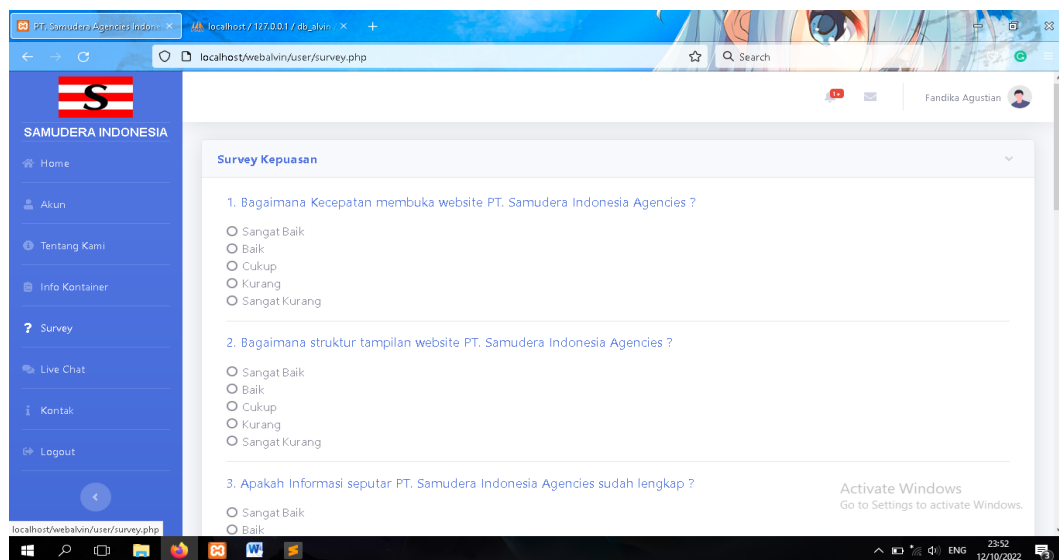 PT. Samudera Agencies Indone
localhost / 127.0.0.1 / db_alvin
localhost/webalvin/user/survey.php
Search
S
SAMUDERA INDONESIA
1+
Fandika Agustian
Home
Akun
Tentang Kami
Info Kontainer
Survey
Live Chat
Kontak
Logout
Survey Kepuasan
1. Bagaimana Kecepatan membuka website PT. Samudera Indonesia Agencies ?
Sangat Baik
Baik
Cukup
Kurang
Sangat Kurang
2. Bagaimana struktur tampilan website PT. Samudera Indonesia Agencies ?
Sangat Baik
Baik
Cukup
Kurang
Sangat Kurang
3. Apakah Informasi seputar PT. Samudera Indonesia Agencies sudah lengkap ?
Sangat Baik
Baik
Activate Windows
Go to Settings to activate Windows.
localhost/webalvin/user/survey.php
ENG
23:52
12/10/2022
3